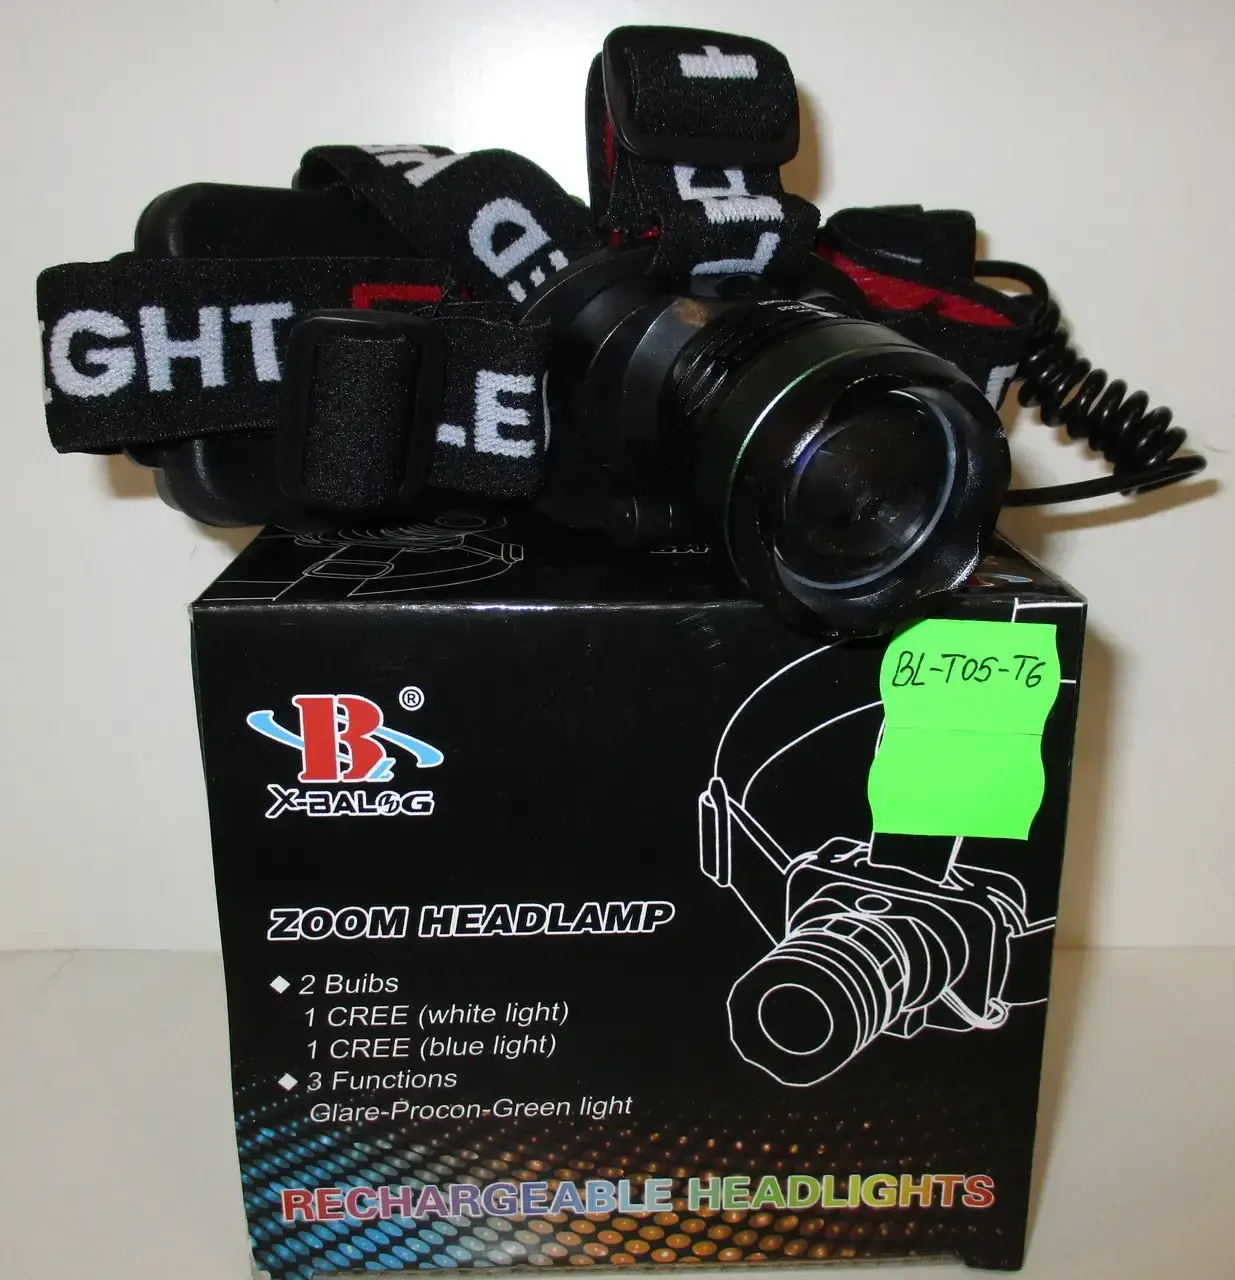 LIGHT
IGHT
'E
BL-T05-T6
B
®
X-BALOG
ZOOM HEADLAMP
◆ 2 Buibs
1 CREE (white light)
1 CREE (blue light)
◆ 3 Functions
Glare-Procon-Green light
RECHARGEABLE HEADLIGHTS